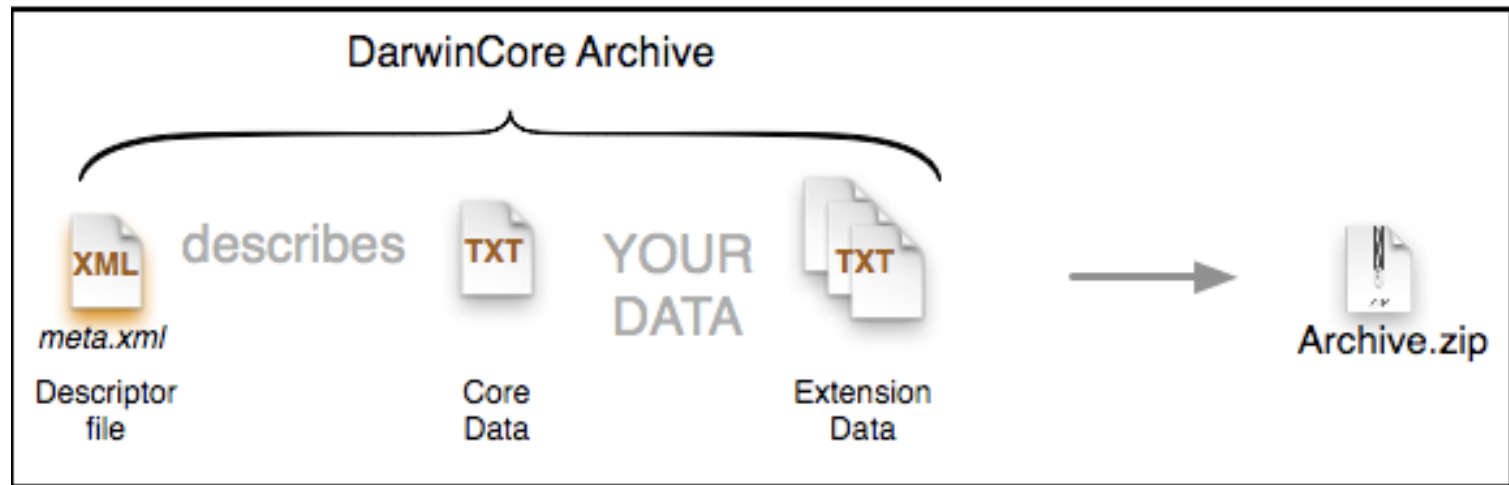 DarwinCore Archive
XML
describes
TXT
YOUR
DATA
TXT
meta.xml
Archive.zip
Descriptor
file
Core
Data
Extension
Data